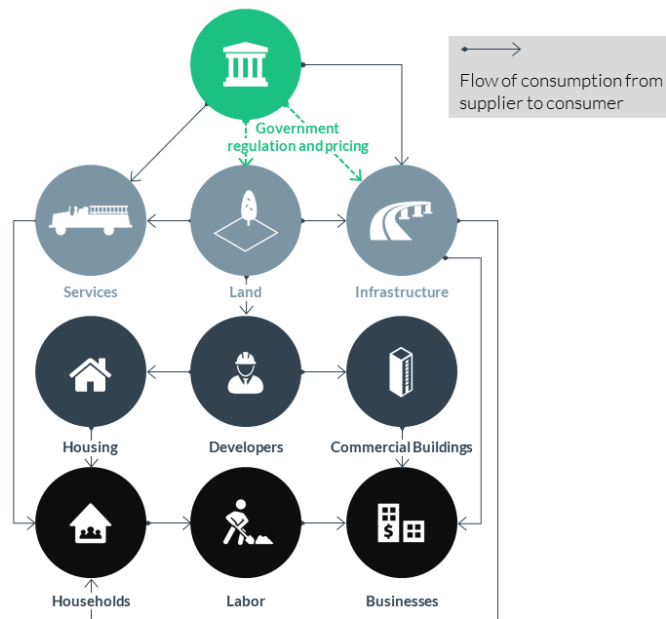 Flow of consumption from
supplier to consumer
Government
regulation and pricing
Services
Land
Infrastructure
Housing
Developers
Commercial Buildings
$
Households
Labor
Businesses